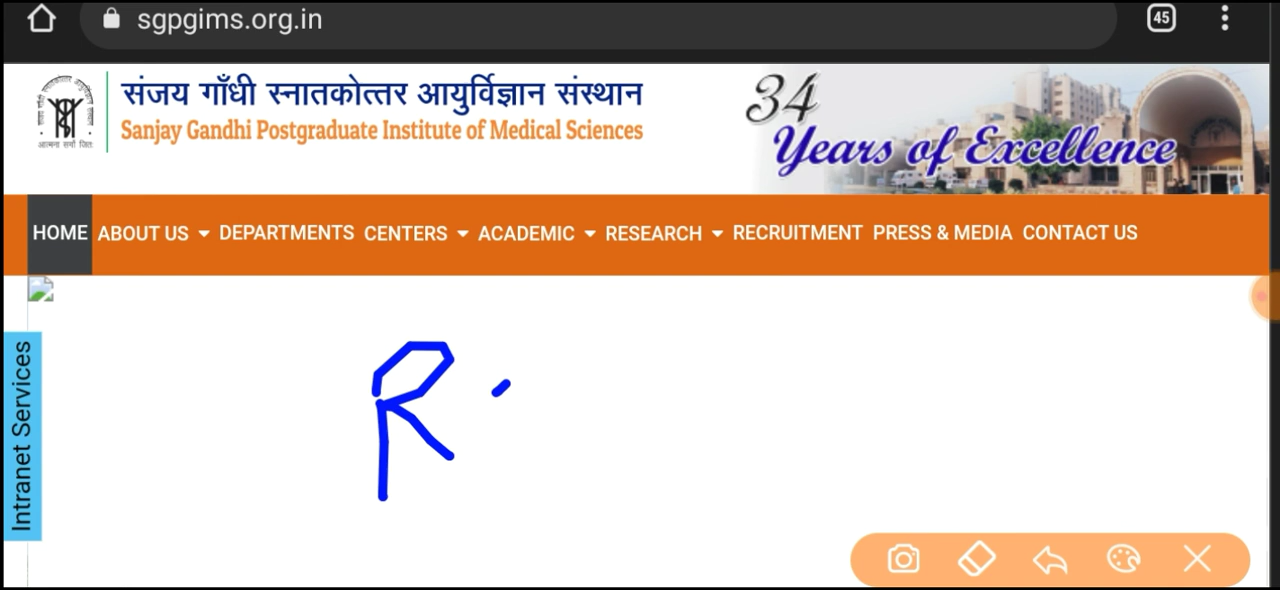 45
sgpgims.org.in
संजय गाँधी स्नातकोत्तर आयुर्विज्ञान संस्थान
Sanjay Gandhi Postgraduate Institute of Medical Sciences
34
Years of Excellence
HOME ABOUT US DEPARTMENTS CENTERS ACADEMIC RESEARCH RECRUITMENT PRESS & MEDIA CONTACT US
Intranet Services
R